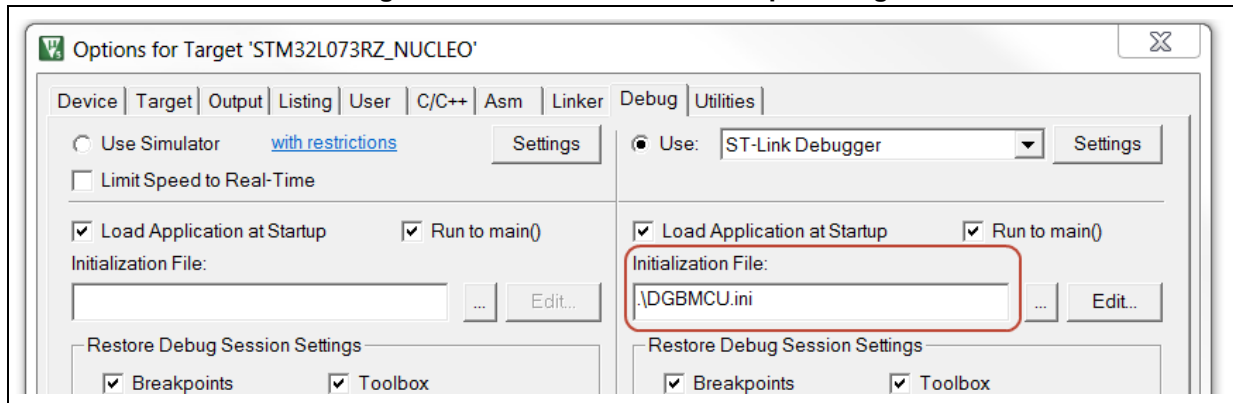 Options for Target 'STM32L073RZ_NUCLEO'
Device Target Output Listing User C/C++ Asm Linker Debug Utilities
Use Simulator with restrictions Settings Use: ST-Link Debugger Settings
Limit Speed to Real-Time
Load Application at Startup Run to main() Load Application at Startup Run to main()
Initialization File: Initialization File:
... Edit... .\DGBMCU.ini ... Edit...
Restore Debug Session Settings Restore Debug Session Settings
Breakpoints Toolbox Breakpoints Toolbox